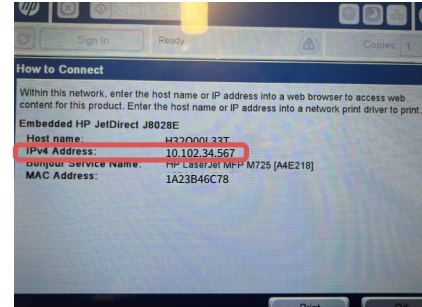 hp
Sign In
Ready
Copies: 1
How to Connect
Within this network, enter the host name or IP address into a web browser to access web
content for this product. Enter the host name or IP address into a network print driver to print.
Embedded HP JetDirect J8028E
Host name:
IPv4 Address: 10.102.34.567
Bonjour Service Name: HP LaserJet MFP M725 [A4E218]
MAC Address: 1A23B46C78
Print
OK